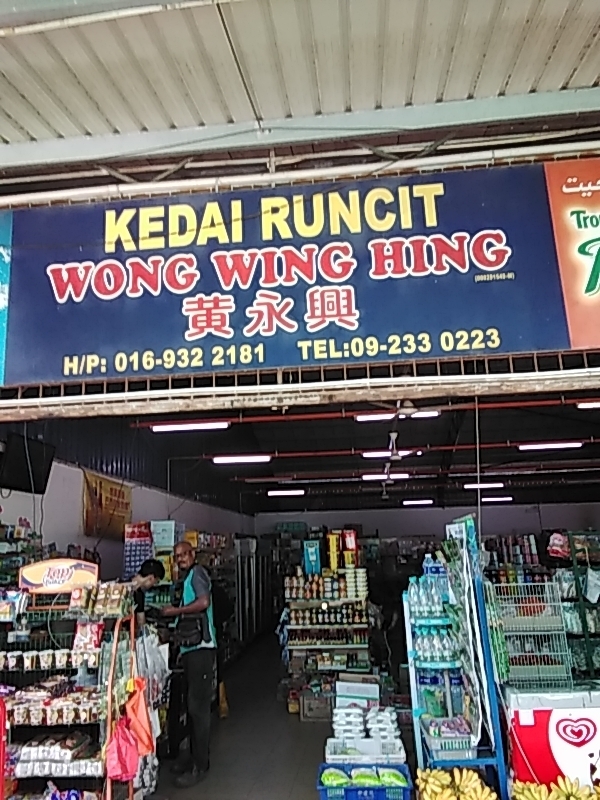 KEDAI RUNCIT
WONG WING HING
黄永興
H/P: 016-932 2181 TEL:09-233 0223